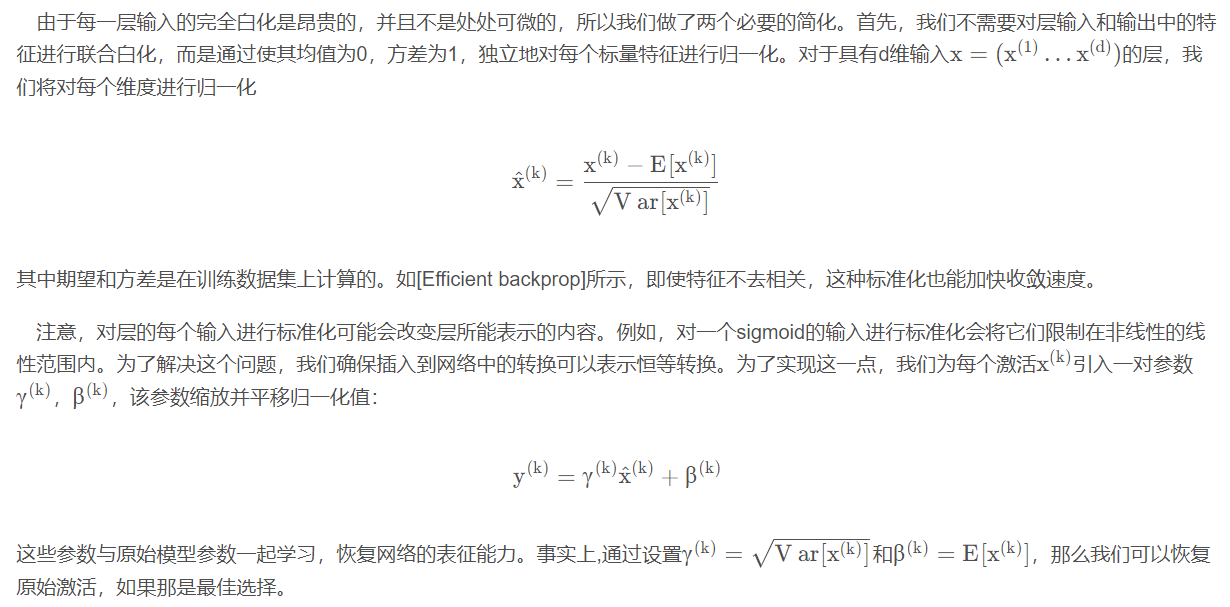 由于每一层输入的完全白化是昂贵的，并且不是处处可微的，所以我们做了两个必要的简化。首先，我们不需要对层输入和输出中的特
征进行联合白化，而是通过使其均值为0，方差为1，独立地对每个标量特征进行归一化。对于具有d维输入x = (x^(1) … x^(d))的层，我
们将对每个维度进行归一化
x̂^(k) = (x^(k) − E[x^(k)]) / √(Var[x^(k)])
其中期望和方差是在训练数据集上计算的。如[Efficient backprop]所示，即使特征不去相关，这种标准化也能加快收敛速度。
注意，对层的每个输入进行标准化可能会改变层所能表示的内容。例如，对一个sigmoid的输入进行标准化会将它们限制在非线性的线
性范围内。为了解决这个问题，我们确保插入到网络中的转换可以表示恒等转换。为了实现这一点，我们为每个激活x^(k)引入一对参数
γ^(k)，β^(k)，该参数缩放并平移归一化值：
y^(k) = γ^(k)x̂^(k) + β^(k)
这些参数与原始模型参数一起学习，恢复网络的表征能力。事实上,通过设置γ^(k) = √(Var[x^(k)])和β^(k) = E[x^(k)]，那么我们可以恢复
原始激活，如果那是最佳选择。